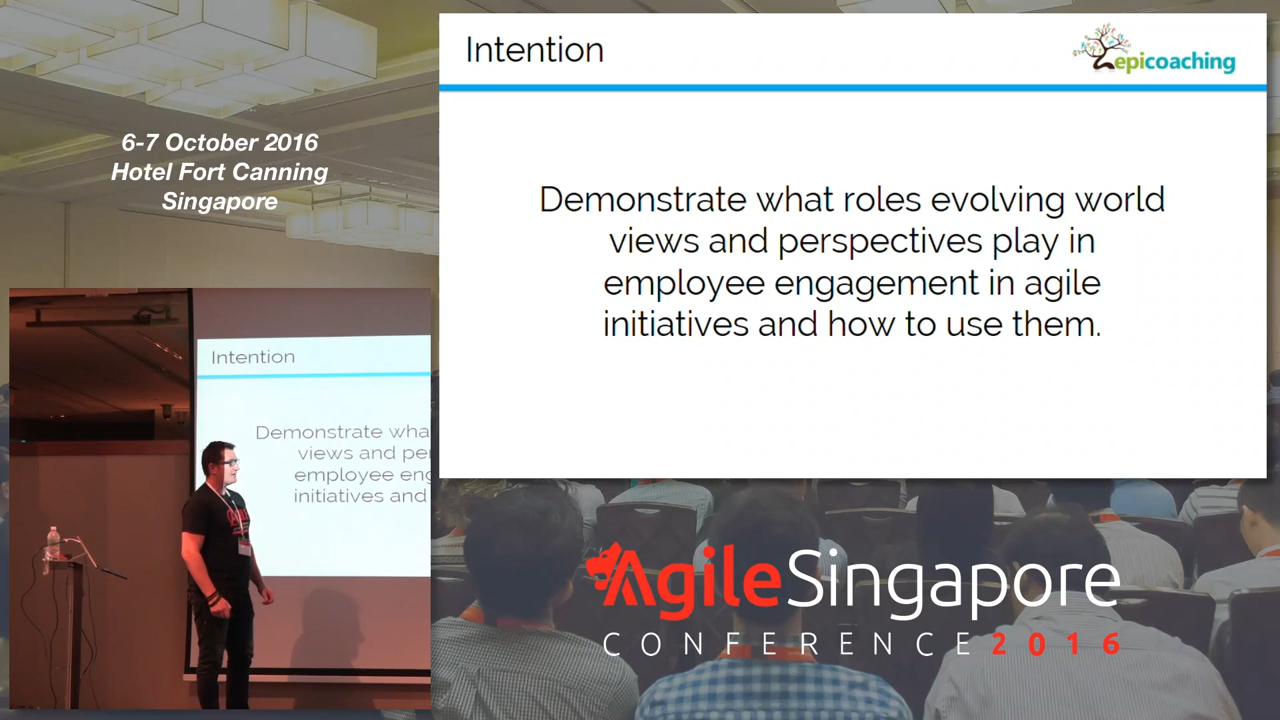 Intention
epicoaching
6-7 October 2016
Hotel Fort Canning
Singapore
Demonstrate what roles evolving world
views and perspectives play in
employee engagement in agile
initiatives and how to use them.
Intention
Demonstrate wha
views and pe
employee eng
initiatives and
AgileSingapore
CONFERENCE 2016